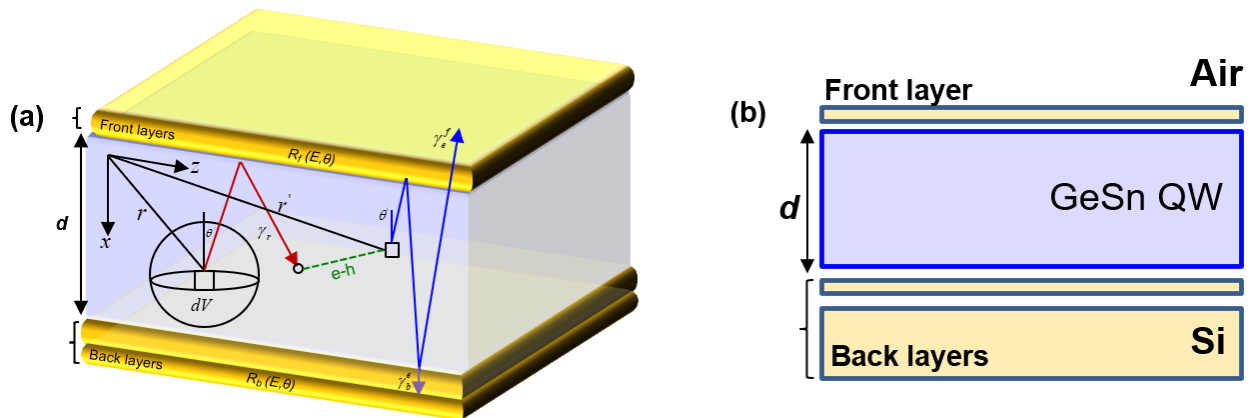 (a)
Front layers
R_f (E,θ)
γ_e^f
d
z
x
r
r'
θ
θ'
γ_r
e-h
dV
Back layers
R_b (E,θ)
γ_b^e
(b)
Air
Front layer
d
GeSn QW
Back layers
Si